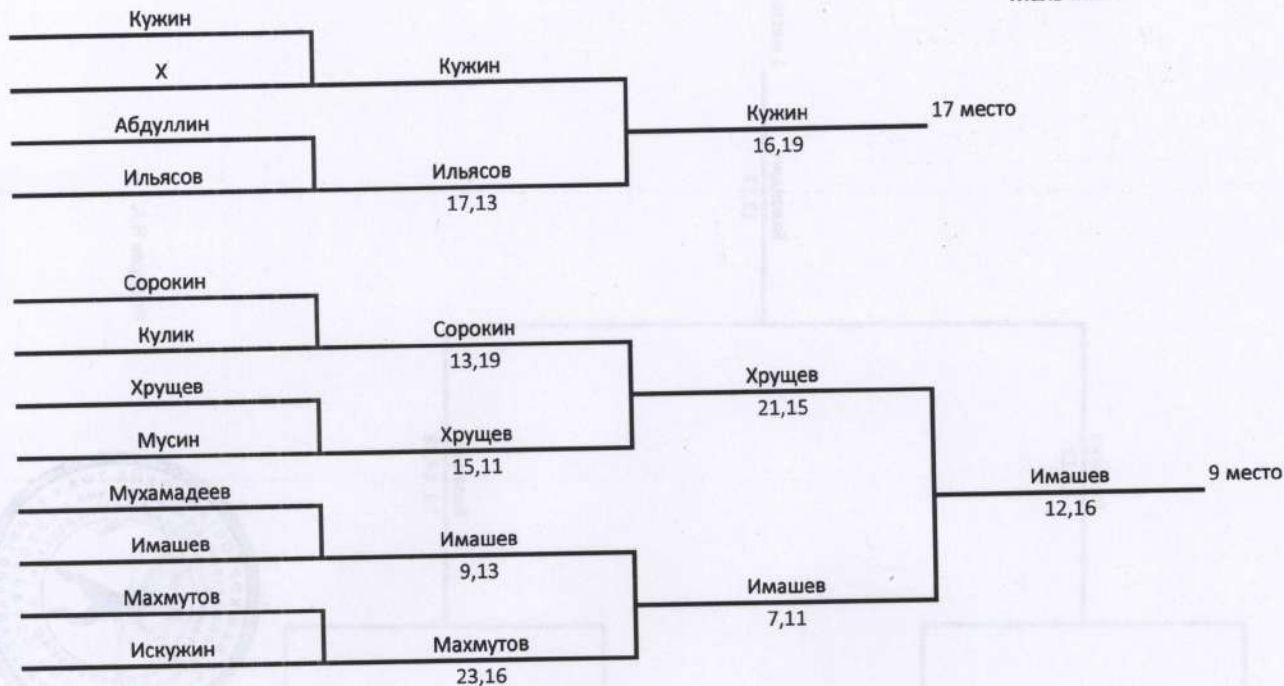 Кужин
X
Кужин
Абдуллин
Кужин
17 место
16,19
Ильясов
Ильясов
17,13
Сорокин
Кулик
Сорокин
13,19
Хрущев
Хрущев
21,15
Мусин
Хрущев
15,11
Мухамадеев
Имашев
9 место
12,16
Имашев
Имашев
9,13
Махмутов
Имашев
7,11
Искужин
Махмутов
23,16